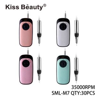 Kiss Beauty®
35000RPM
SML-M7 QTY:30PCS